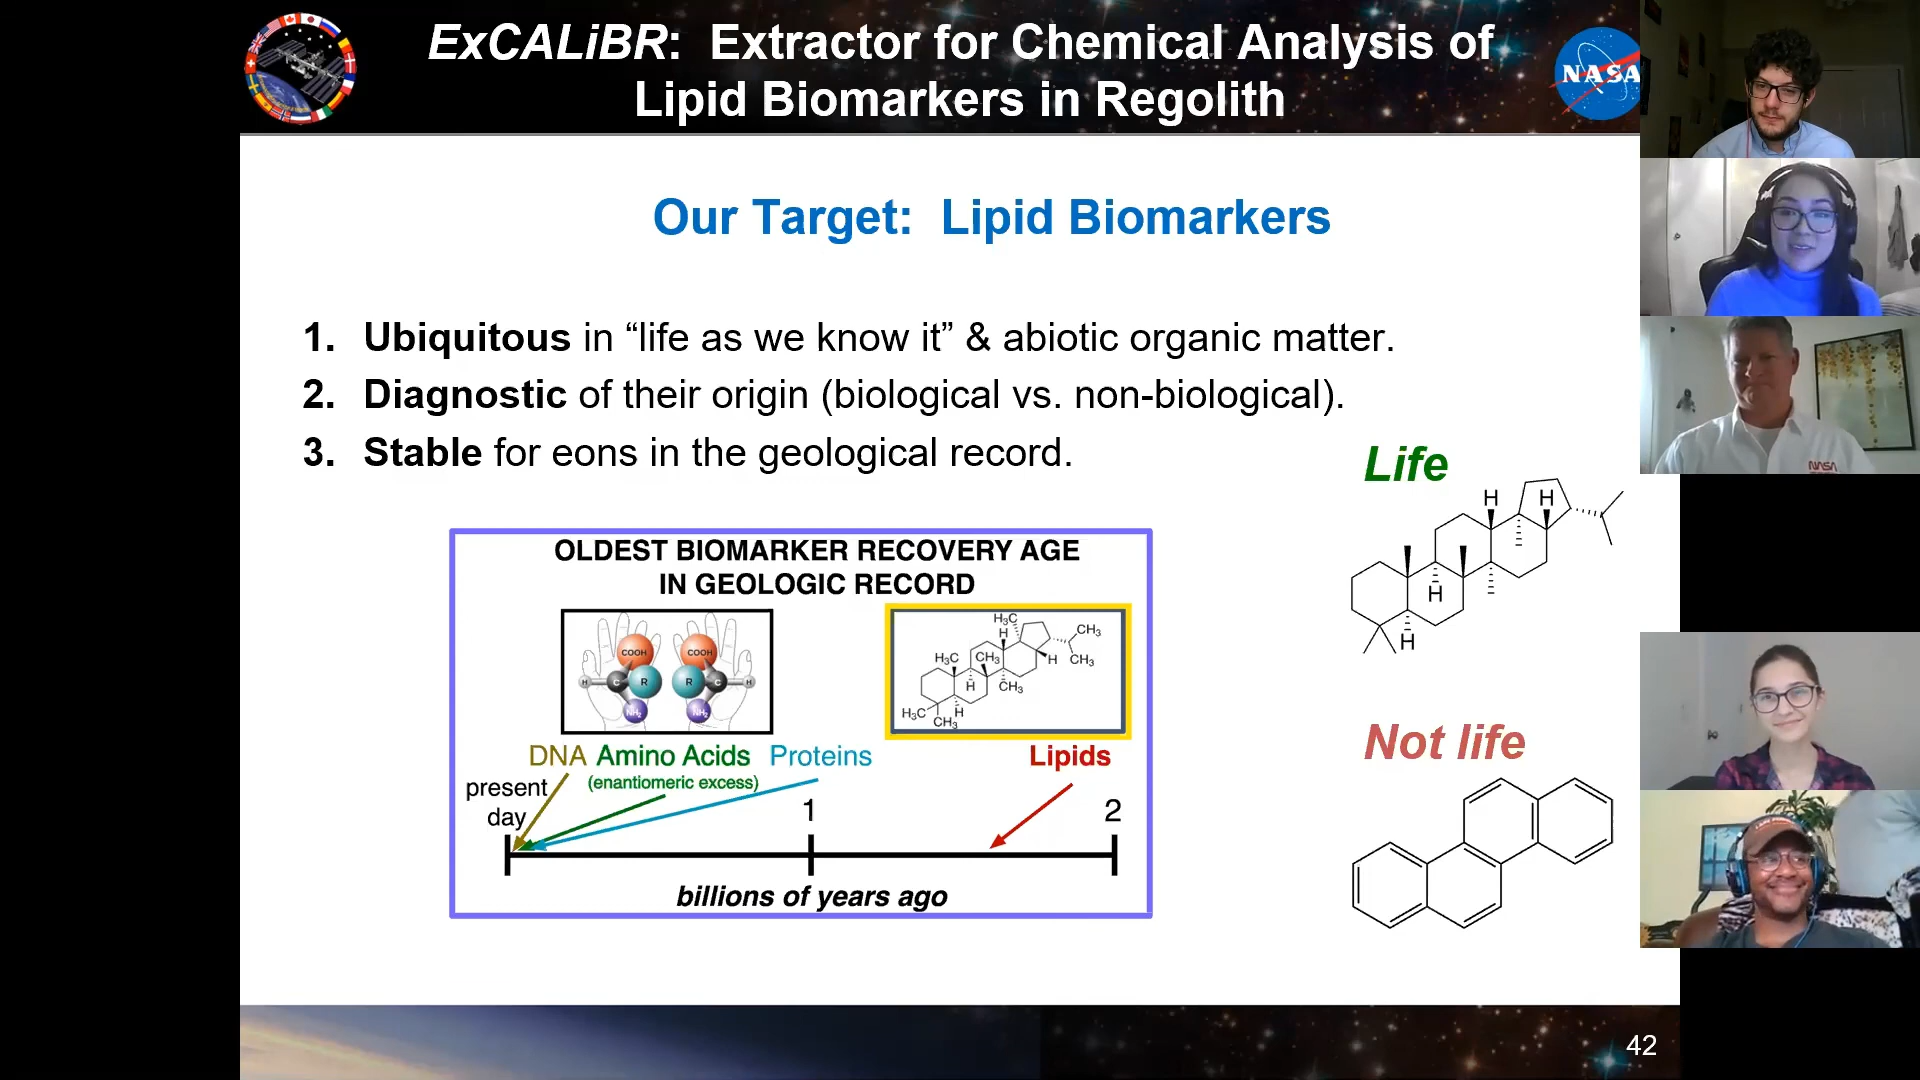 ExCALiBR: Extractor for Chemical Analysis of
Lipid Biomarkers in Regolith
NASA
Our Target: Lipid Biomarkers
1. Ubiquitous in “life as we know it” & abiotic organic matter.
2. Diagnostic of their origin (biological vs. non-biological).
3. Stable for eons in the geological record.
NASA
Life
H H
H
H
OLDEST BIOMARKER RECOVERY AGE
IN GEOLOGIC RECORD
COOH COOH
H C R R C H
NH₂ NH₂
H₃C
H CH₃
H₃C CH₃ H CH₃
H CH₃
H₃C H
CH₃
DNA Amino Acids Proteins Lipids
(enantiomeric excess)
present
day
1 2
billions of years ago
Not life
42